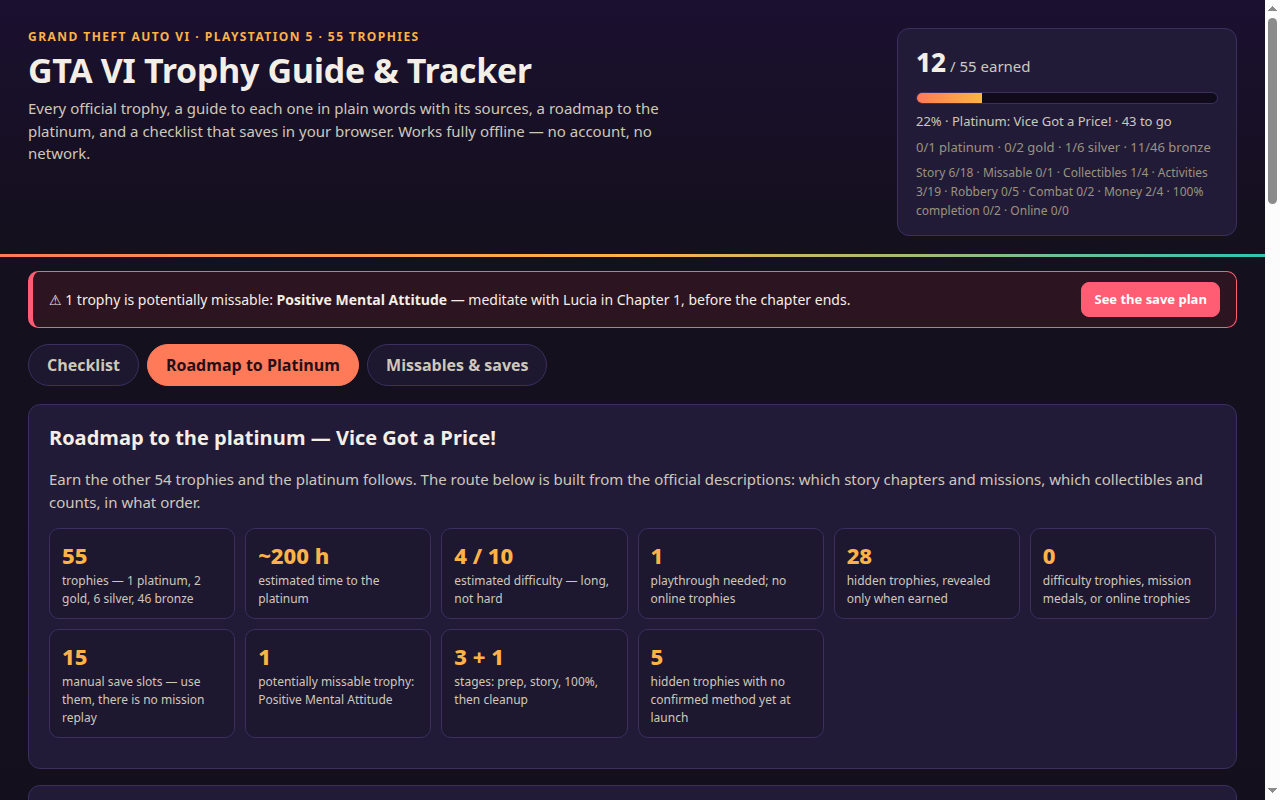 GRAND THEFT AUTO VI · PLAYSTATION 5 · 55 TROPHIES
GTA VI Trophy Guide & Tracker
Every official trophy, a guide to each one in plain words with its sources, a roadmap to the
platinum, and a checklist that saves in your browser. Works fully offline — no account, no
network.
12 / 55 earned
22% · Platinum: Vice Got a Price! · 43 to go
0/1 platinum · 0/2 gold · 1/6 silver · 11/46 bronze
Story 6/18 · Missable 0/1 · Collectibles 1/4 · Activities
3/19 · Robbery 0/5 · Combat 0/2 · Money 2/4 · 100%
completion 0/2 · Online 0/0
⚠ 1 trophy is potentially missable: Positive Mental Attitude — meditate with Lucia in Chapter 1, before the chapter ends.
See the save plan
Checklist
Roadmap to Platinum
Missables & saves
Roadmap to the platinum — Vice Got a Price!
Earn the other 54 trophies and the platinum follows. The route below is built from the official descriptions: which story chapters and missions, which collectibles and
counts, in what order.
55
trophies — 1 platinum, 2
gold, 6 silver, 46 bronze
~200 h
estimated time to the
platinum
4 / 10
estimated difficulty — long,
not hard
1
playthrough needed; no
online trophies
28
hidden trophies, revealed
only when earned
0
difficulty trophies, mission
medals, or online trophies
15
manual save slots — use
them, there is no mission
replay
1
potentially missable trophy:
Positive Mental Attitude
3 + 1
stages: prep, story, 100%,
then cleanup
5
hidden trophies with no
confirmed method yet at
launch